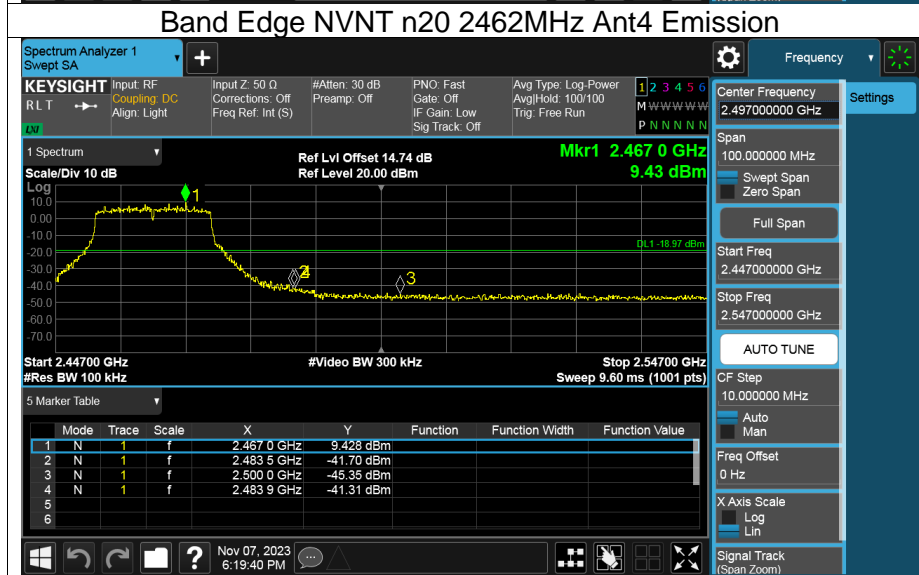 Band Edge NVNT n20 2462MHz Ant4 Emission
Spectrum Analyzer 1
Swept SA
+
Frequency
KEYSIGHT Input: RF Input Z: 50 Ω #Atten: 30 dB PNO: Fast Avg Type: Log-Power 1 2 3 4 5 6
RLT Coupling: DC Corrections: Off Preamp: Off Gate: Off Avg|Hold: 100/100 M W W W W W
Align: Light Freq Ref: Int (S) IF Gain: Low Trig: Free Run
LXI Sig Track: Off P N N N N N
1 Spectrum
Ref Lvl Offset 14.74 dB Mkr1 2.467 0 GHz
Scale/Div 10 dB Ref Level 20.00 dBm 9.43 dBm
Log
10.0
0.00
-10.0
-20.0
-30.0
-40.0
-50.0
-60.0
-70.0
1
DL1 -18.97 dBm
2
4
3
Start 2.44700 GHz #Video BW 300 kHz Stop 2.54700 GHz
#Res BW 100 kHz Sweep 9.60 ms (1001 pts)
5 Marker Table
Mode Trace Scale X Y Function Function Width Function Value
1 N 1 f 2.467 0 GHz 9.428 dBm
2 N 1 f 2.483 5 GHz -41.70 dBm
3 N 1 f 2.500 0 GHz -45.35 dBm
4 N 1 f 2.483 9 GHz -41.31 dBm
5
6
? Nov 07, 2023
6:19:40 PM
Center Frequency
2.497000000 GHz
Settings
Span
100.000000 MHz
Swept Span
Zero Span
Full Span
Start Freq
2.447000000 GHz
Stop Freq
2.547000000 GHz
AUTO TUNE
CF Step
10.000000 MHz
Auto
Man
Freq Offset
0 Hz
X Axis Scale
Log
Lin
Signal Track
(Span Zoom)